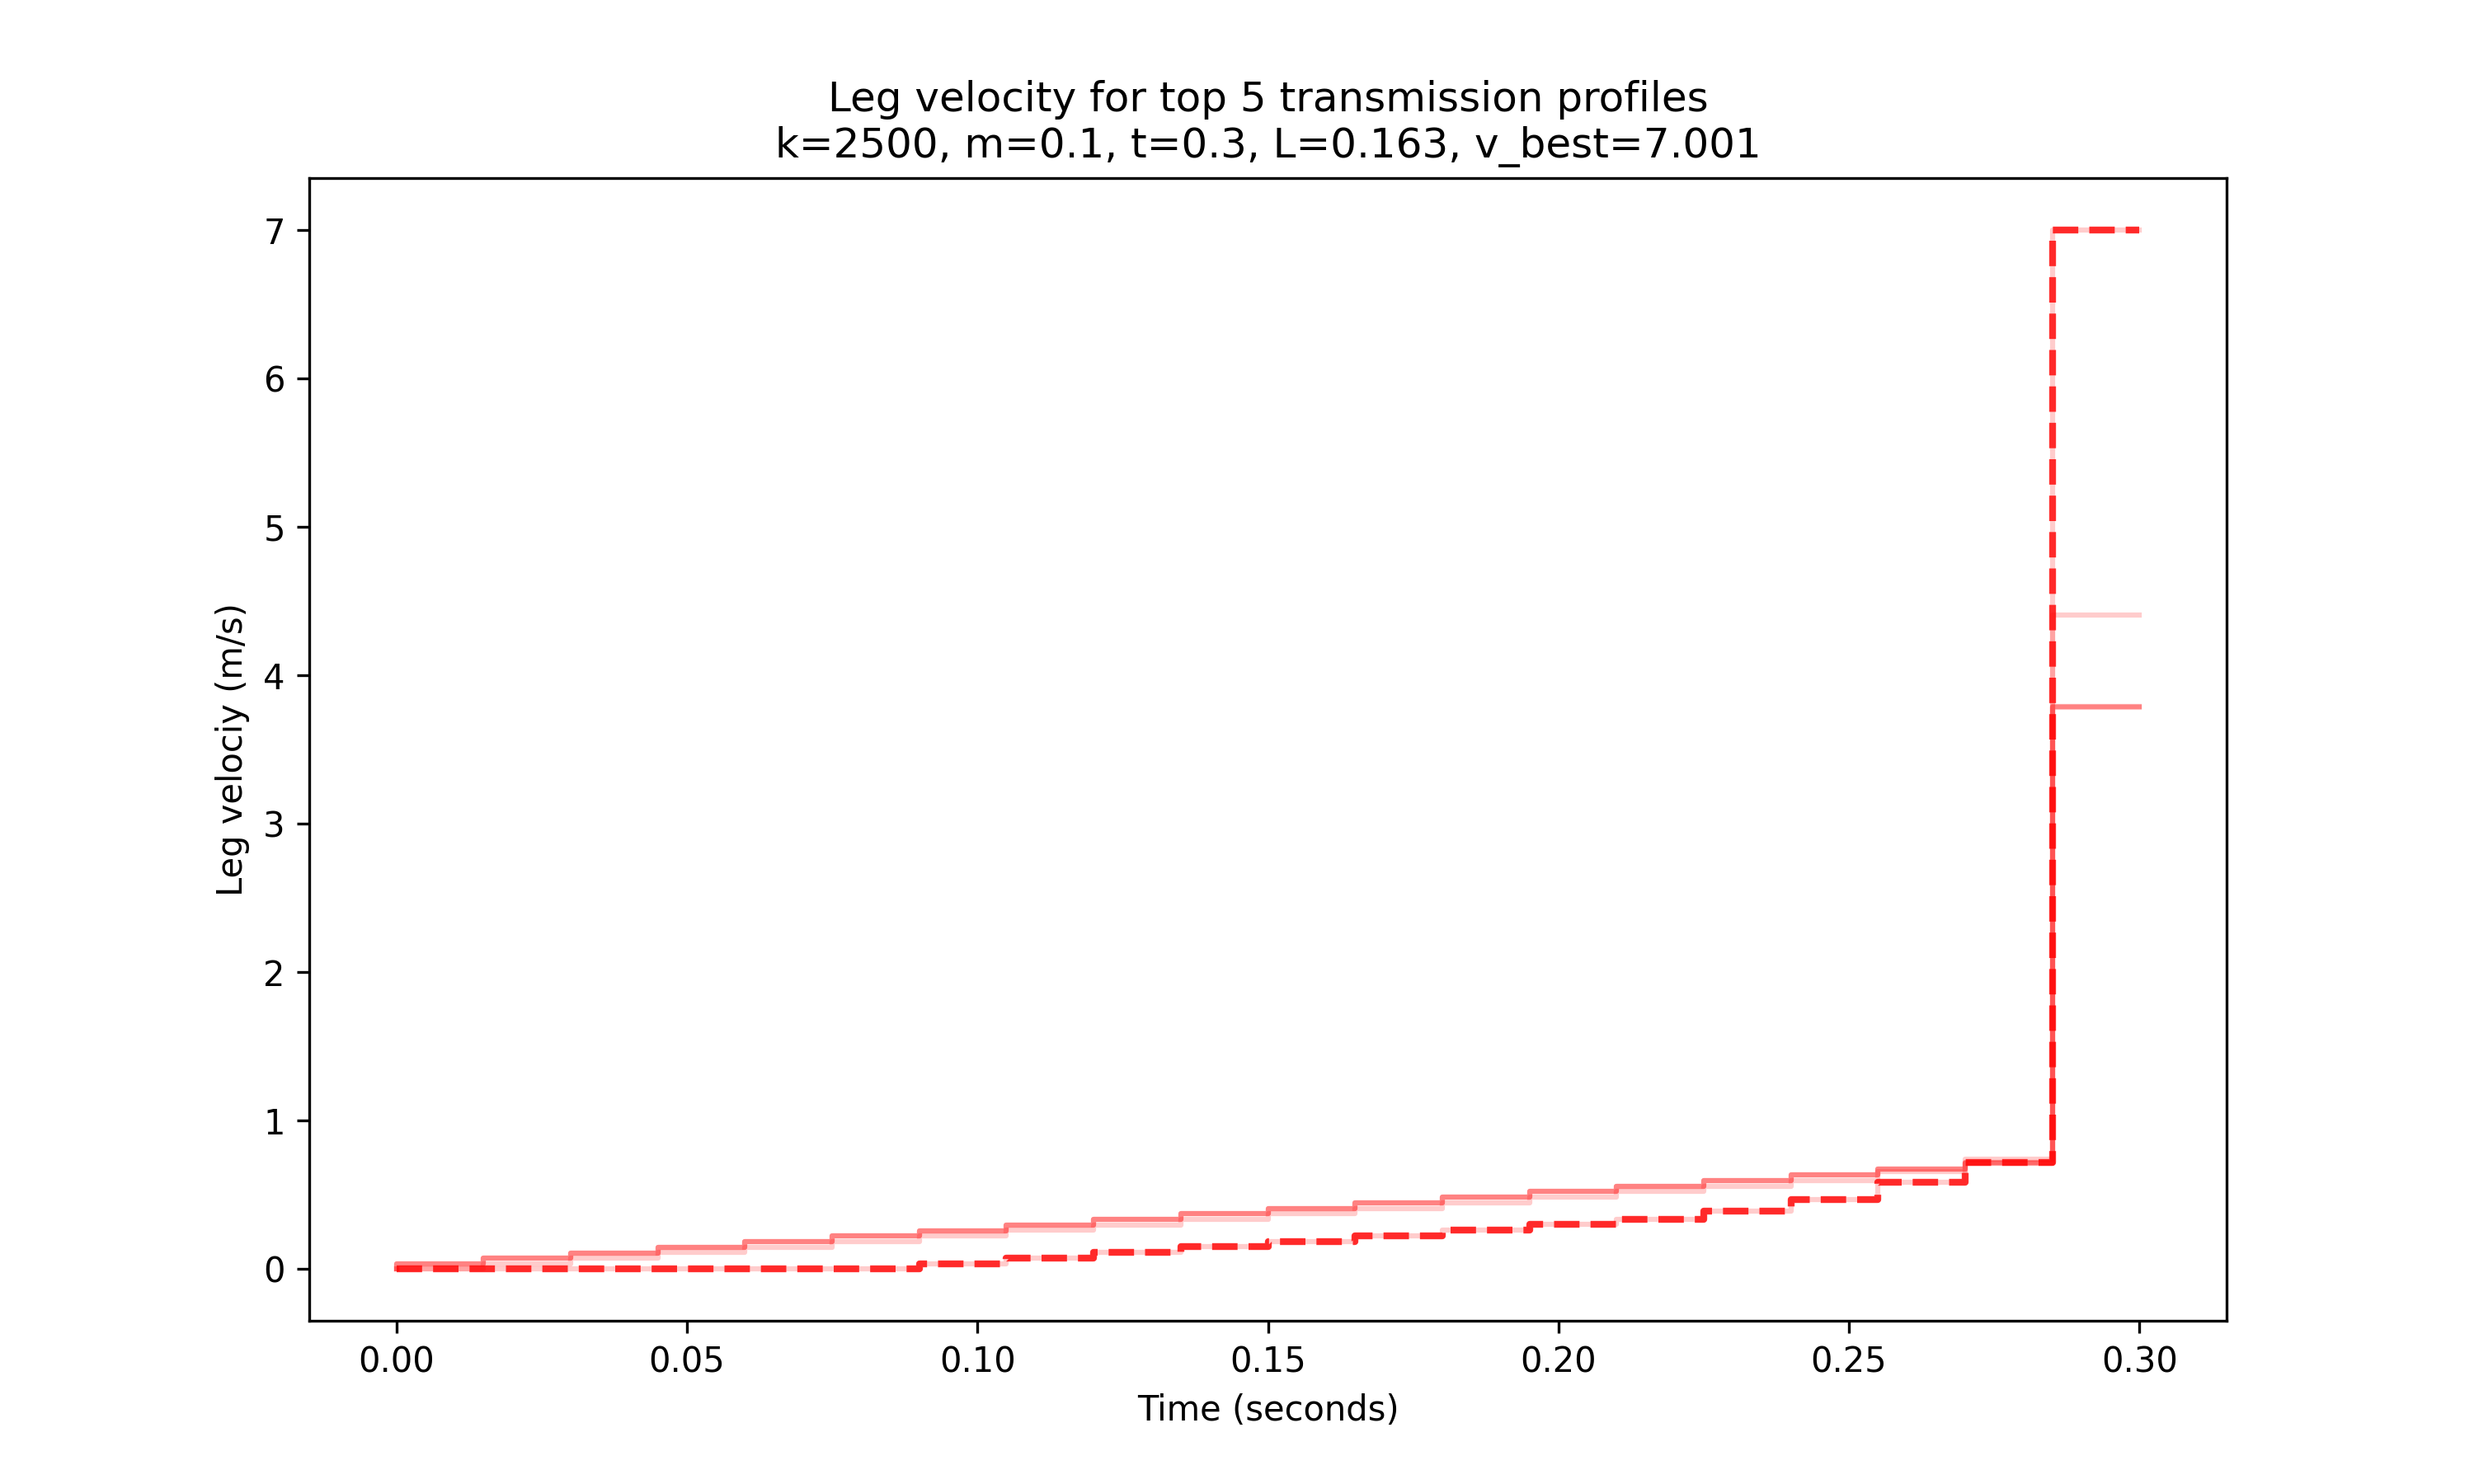 Leg velocity for top 5 transmission profiles
k=2500, m=0.1, t=0.3, L=0.163, v_best=7.001
7
6
5
4
3
2
1
0
Leg velociy (m/s)
0.00 0.05 0.10 0.15 0.20 0.25 0.30
Time (seconds)